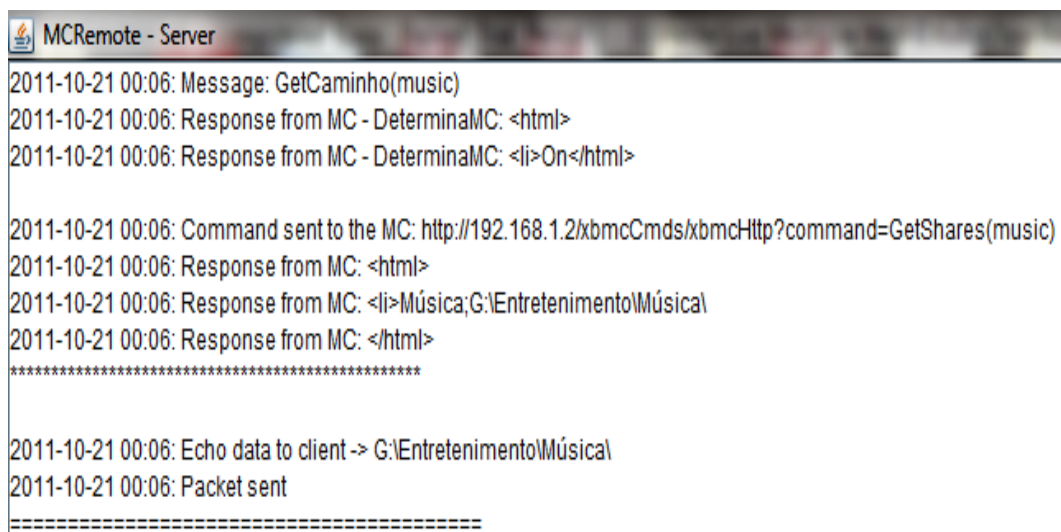 MCRemote - Server
2011-10-21 00:06: Message: GetCaminho(music)
2011-10-21 00:06: Response from MC - DeterminaMC: <html>
2011-10-21 00:06: Response from MC - DeterminaMC: <li>On</html>
2011-10-21 00:06: Command sent to the MC: http://192.168.1.2/xbmcCmds/xbmcHttp?command=GetShares(music)
2011-10-21 00:06: Response from MC: <html>
2011-10-21 00:06: Response from MC: <li>Música;G:\Entretenimento\Música\
2011-10-21 00:06: Response from MC: </html>
**************************************************
2011-10-21 00:06: Echo data to client -> G:\Entretenimento\Música\
2011-10-21 00:06: Packet sent
=========================================